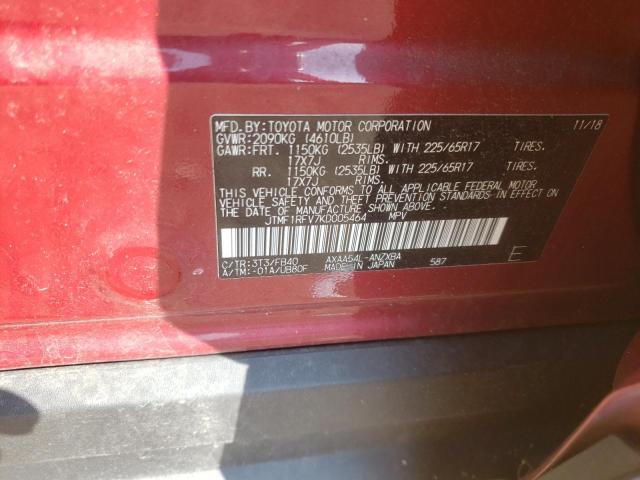 MFD.BY:TOYOTA MOTOR CORPORATION 11/18
GVWR:2090KG (4610LB)
GAWR:FRT. 1150KG (2535LB) WITH 225/65R17 TIRES.
17X7J RIMS.
RR. 1150KG (2535LB) WITH 225/65R17 TIRES.
17X7J RIMS.
THIS VEHICLE CONFORMS TO ALL APPLICABLE FEDERAL MOTOR
VEHICLE SAFETY AND THEFT PREVENTION STANDARDS IN EFFECT ON
THE DATE OF MANUFACTURE.
JTMF1RFV7KD005464 MPV
C/TR:3T3/FB40 AXAA54L-ANZXBA E
A/TM:-01A/UB80F MADE IN JAPAN 587